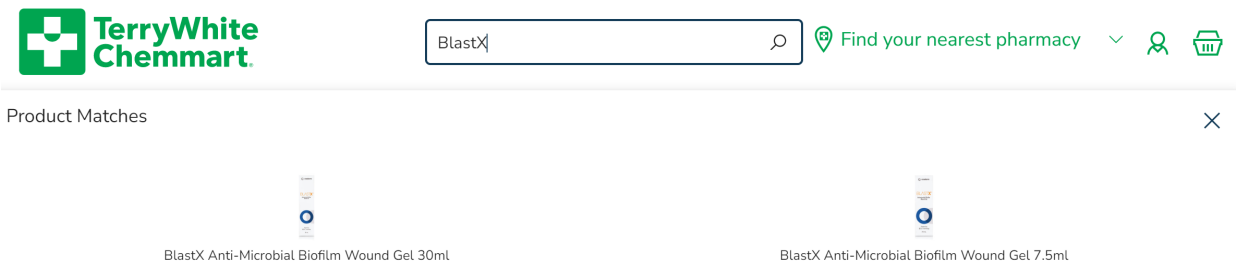 TerryWhite
Chemmart
BlastX
Find your nearest pharmacy
Product Matches
BlastX Anti-Microbial Biofilm Wound Gel 30ml
BlastX Anti-Microbial Biofilm Wound Gel 7.5ml